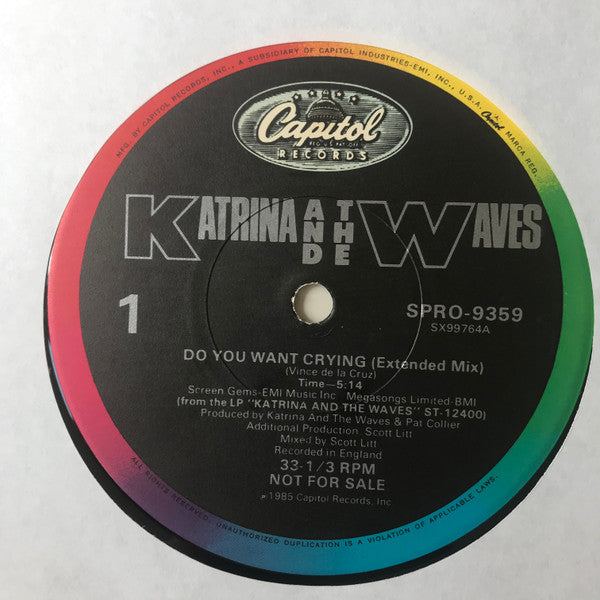 MFG. BY CAPITOL RECORDS, INC., A SUBSIDIARY OF CAPITOL INDUSTRIES-EMI, INC., U.S.A. Capitol MARCA REG.
Capitol
RECORDS
KATRINA AND THE WAVES
1
SPRO-9359
SX99764A
DO YOU WANT CRYING (Extended Mix)
(Vince de la Cruz)
Time-5:14
Screen Gems-EMI Music Inc Megasongs Limited-BMI
(from the LP "KATRINA AND THE WAVES" ST-12400)
Produced by Katrina And The Waves & Pat Collier
Additional Production: Scott Litt
Mixed by Scott Litt
Recorded in England
33-1/3 RPM
NOT FOR SALE
℗1985 Capitol Records, Inc
ALL RIGHTS RESERVED. UNAUTHORIZED DUPLICATION IS A VIOLATION OF APPLICABLE LAWS.